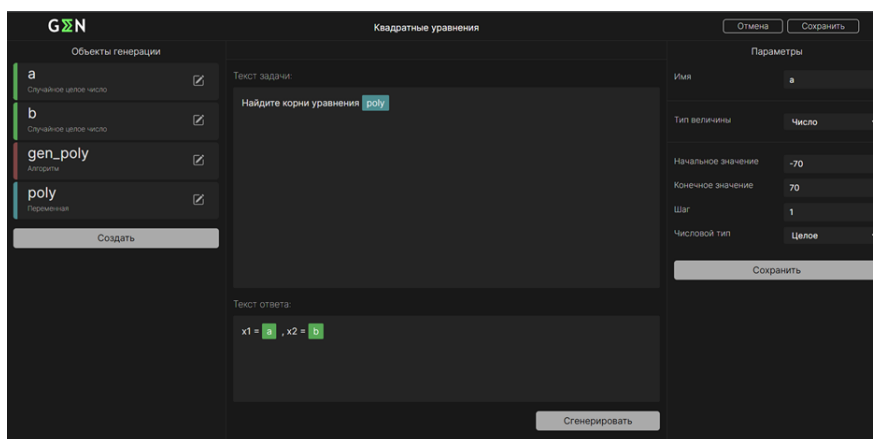 GΣN
Квадратные уравнения
Отмена
Сохранить
Объекты генерации
a
Случайное целое число
b
Случайное целое число
gen_poly
Алгоритм
poly
Переменная
Создать
Текст задачи:
Найдите корни уравнения poly
Текст ответа:
x1 = a , x2 = b
Сгенерировать
Параметры
Имя a
Тип величины Число
Начальное значение -70
Конечное значение 70
Шаг 1
Числовой тип Целое
Сохранить